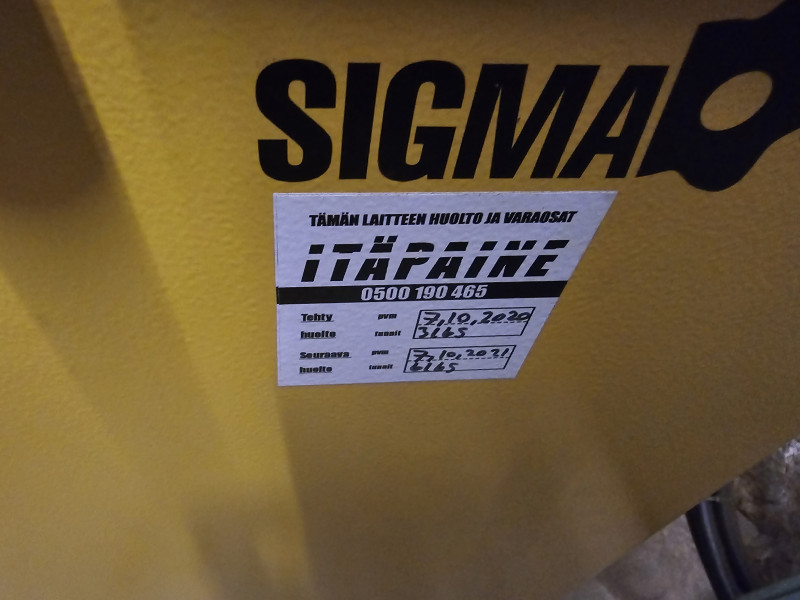 SIGMA
TÄMÄN LAITTEEN HUOLTO JA VARAOSAT
ITÄPAINE
0500 190 465
Tehty pvm 7.10.2020
huolto tunnit 3165
Seuraava pvm 7.10.2021
huolto tunnit 6165